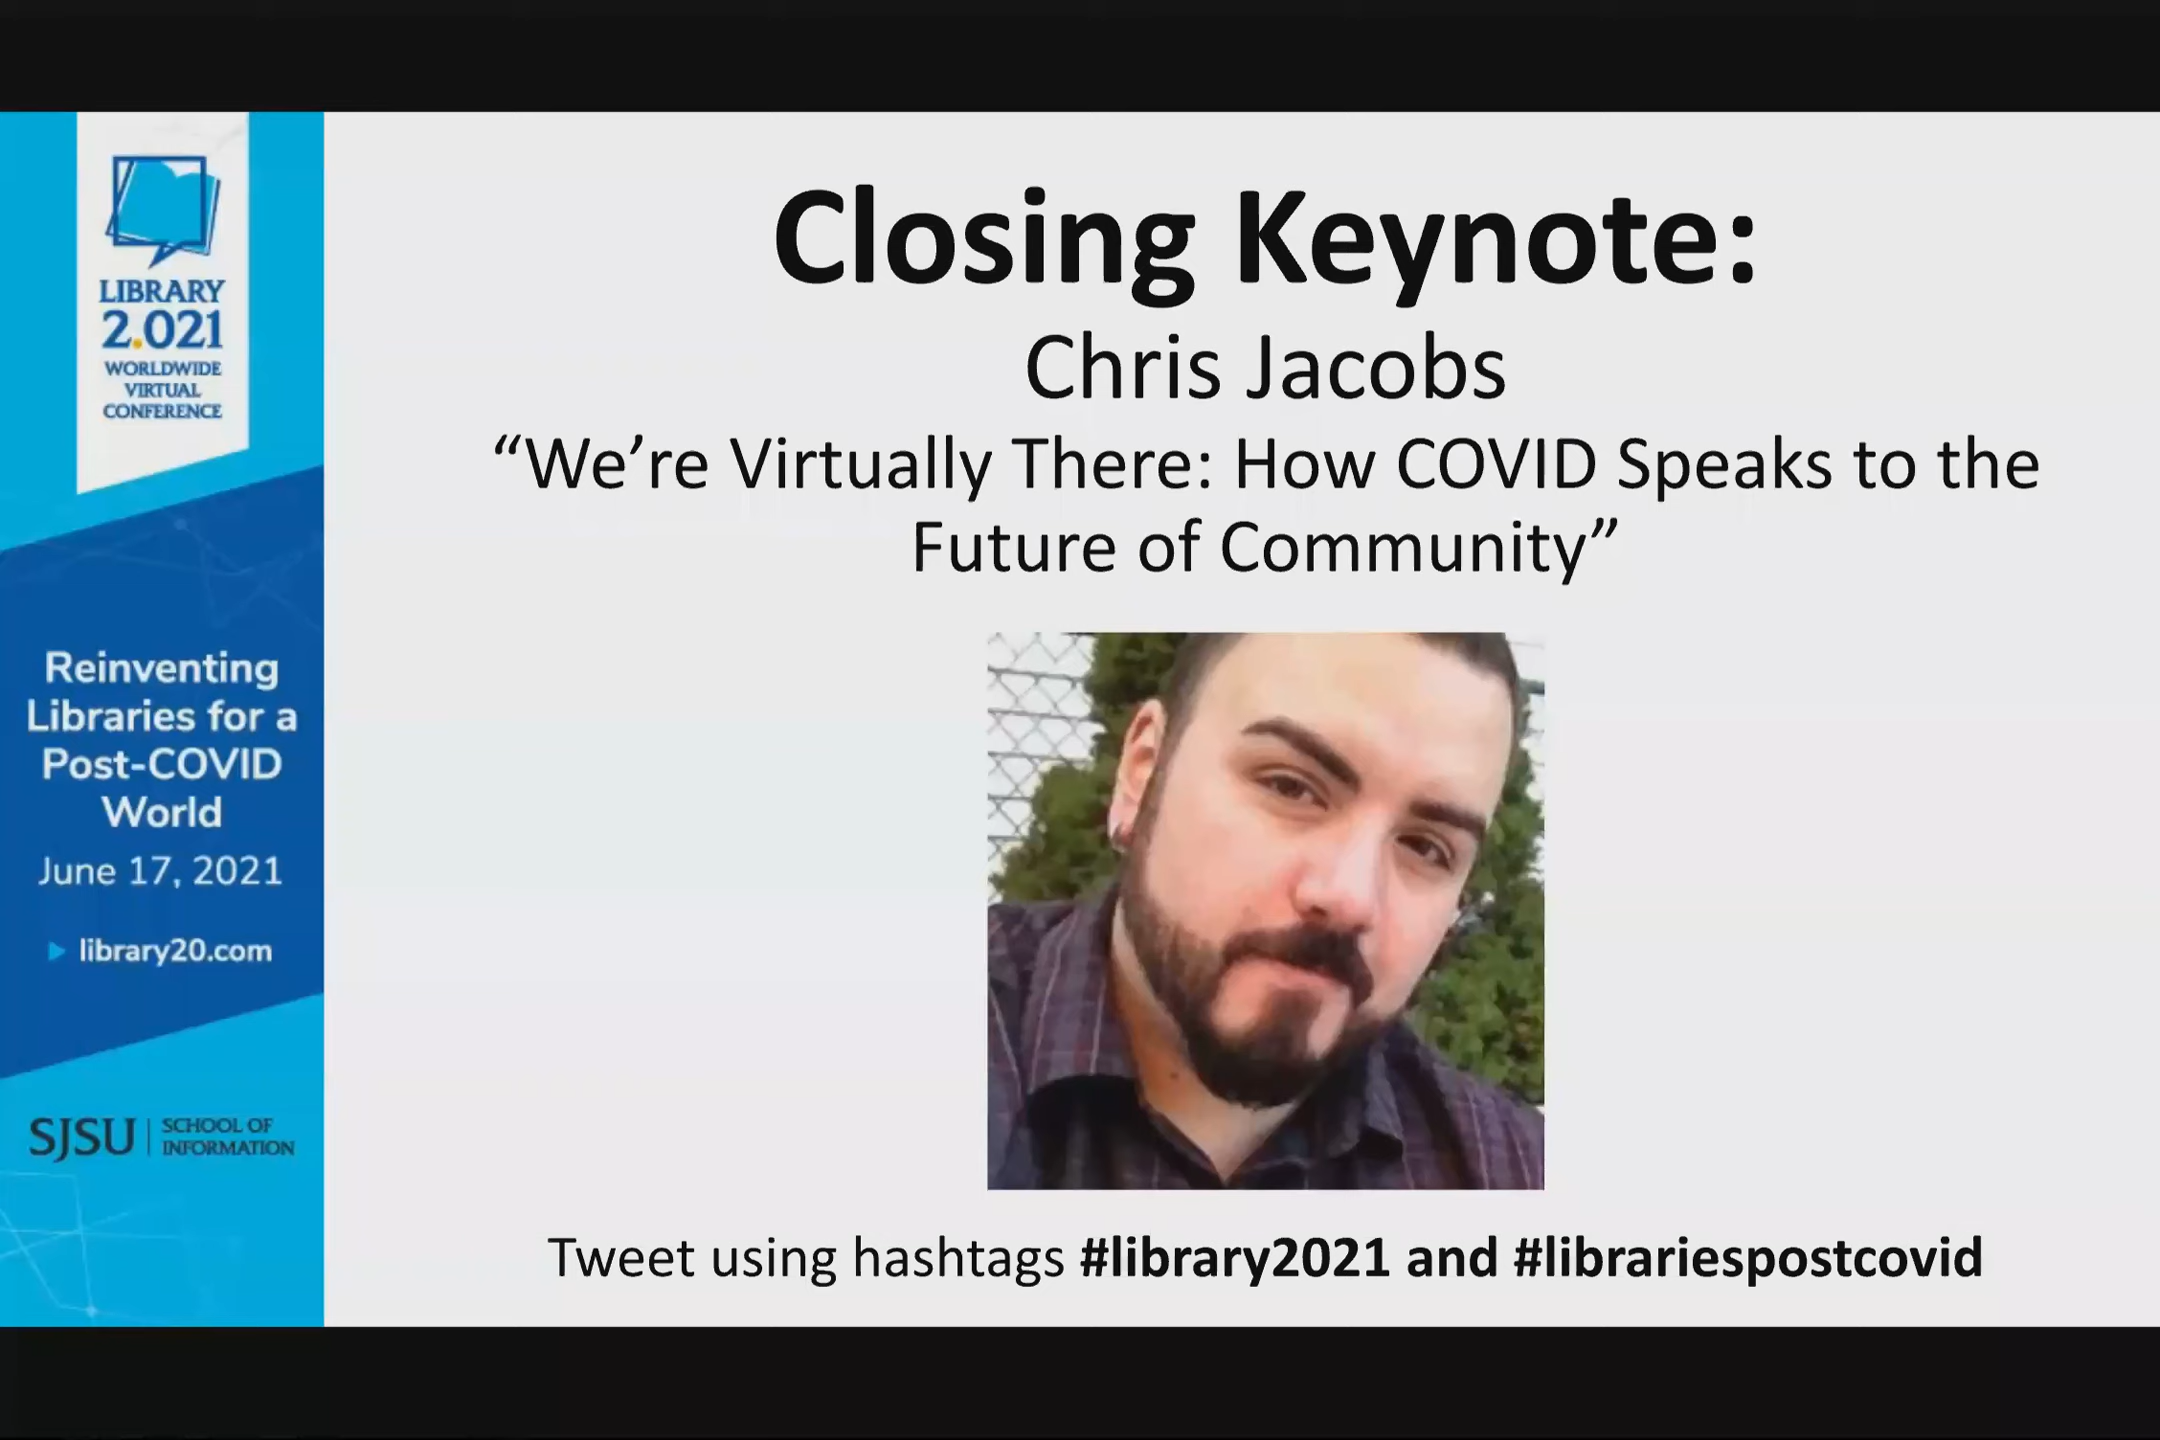 LIBRARY
2.021
WORLDWIDE
VIRTUAL
CONFERENCE
Reinventing
Libraries for a
Post-COVID
World
June 17, 2021
library20.com
SJSU | SCHOOL OF
INFORMATION
Closing Keynote:
Chris Jacobs
“We’re Virtually There: How COVID Speaks to the
Future of Community”
Tweet using hashtags #library2021 and #librariespostcovid